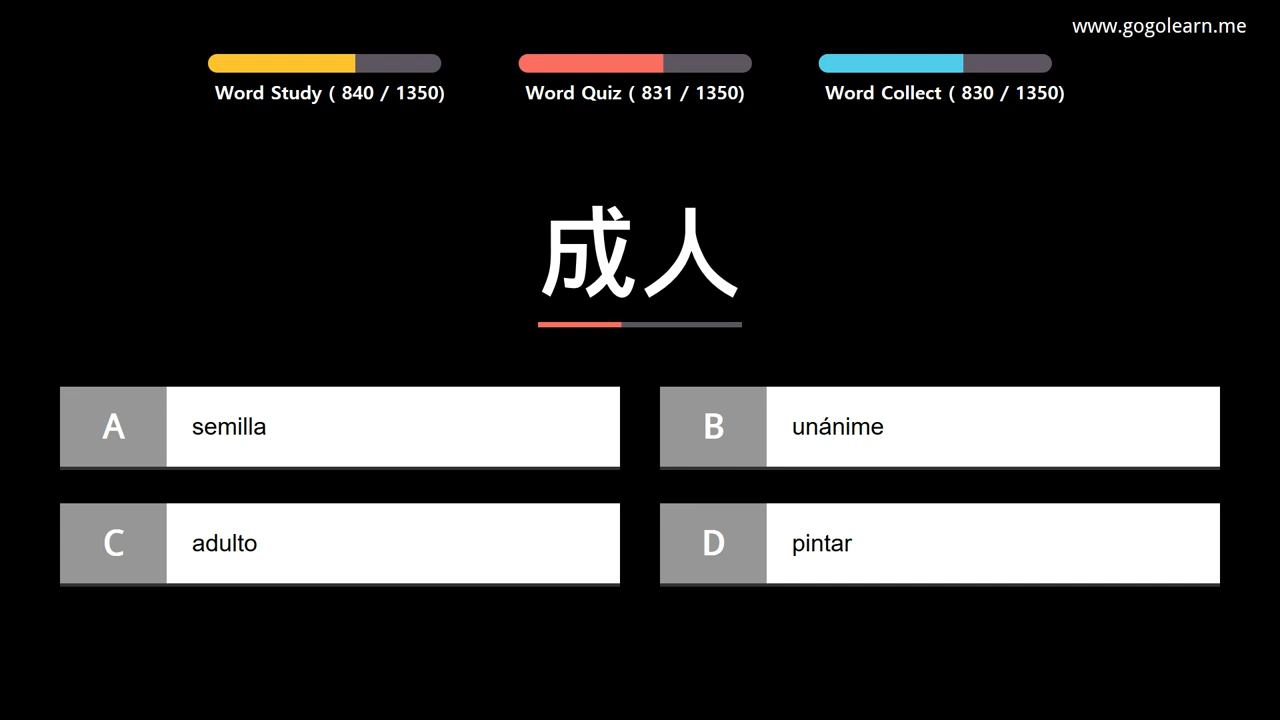 www.gogolearn.me
Word Study ( 840 / 1350)
Word Quiz ( 831 / 1350)
Word Collect ( 830 / 1350)
成人
A semilla
B unánime
C adulto
D pintar